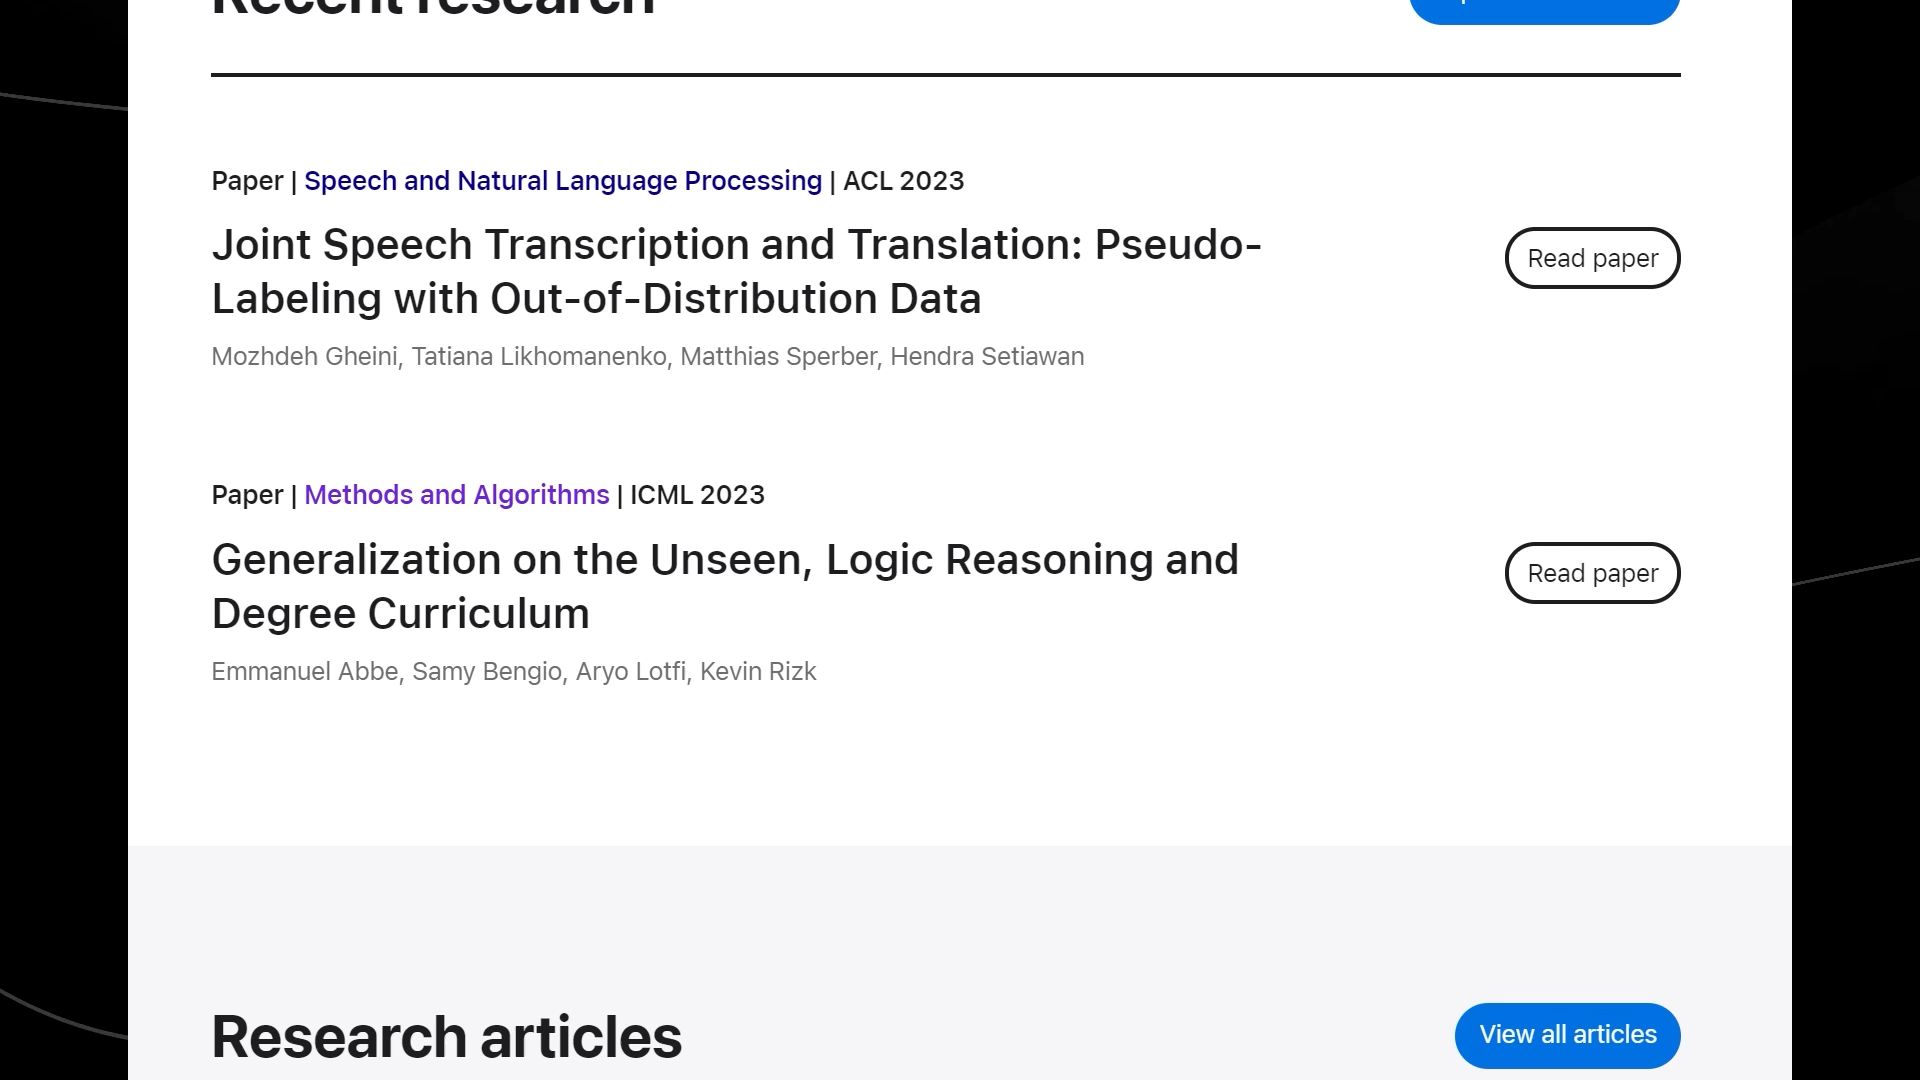 Recent research
Paper | Speech and Natural Language Processing | ACL 2023
Joint Speech Transcription and Translation: Pseudo-
Labeling with Out-of-Distribution Data
Read paper
Mozhdeh Gheini, Tatiana Likhomanenko, Matthias Sperber, Hendra Setiawan
Paper | Methods and Algorithms | ICML 2023
Generalization on the Unseen, Logic Reasoning and
Degree Curriculum
Read paper
Emmanuel Abbe, Samy Bengio, Aryo Lotfi, Kevin Rizk
Research articles
View all articles